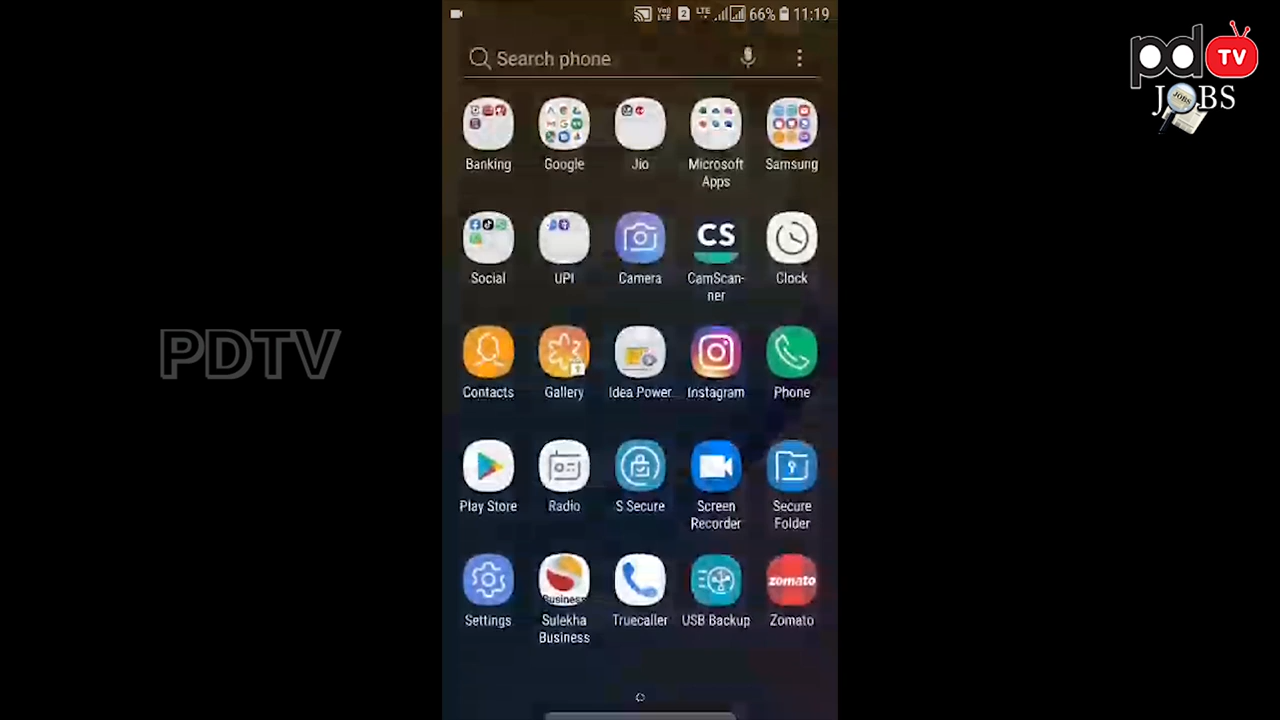 LTE 66% 11:19
Search phone
pd TV
JOBS
Banking Google Jio Microsoft Apps Samsung
CS
Social UPI Camera CamScan-ner Clock
PDTV
Contacts Gallery Idea Power Instagram Phone
Play Store Radio S Secure Screen Recorder Secure Folder
Business zomato
Settings Sulekha Business Truecaller USB Backup Zomato